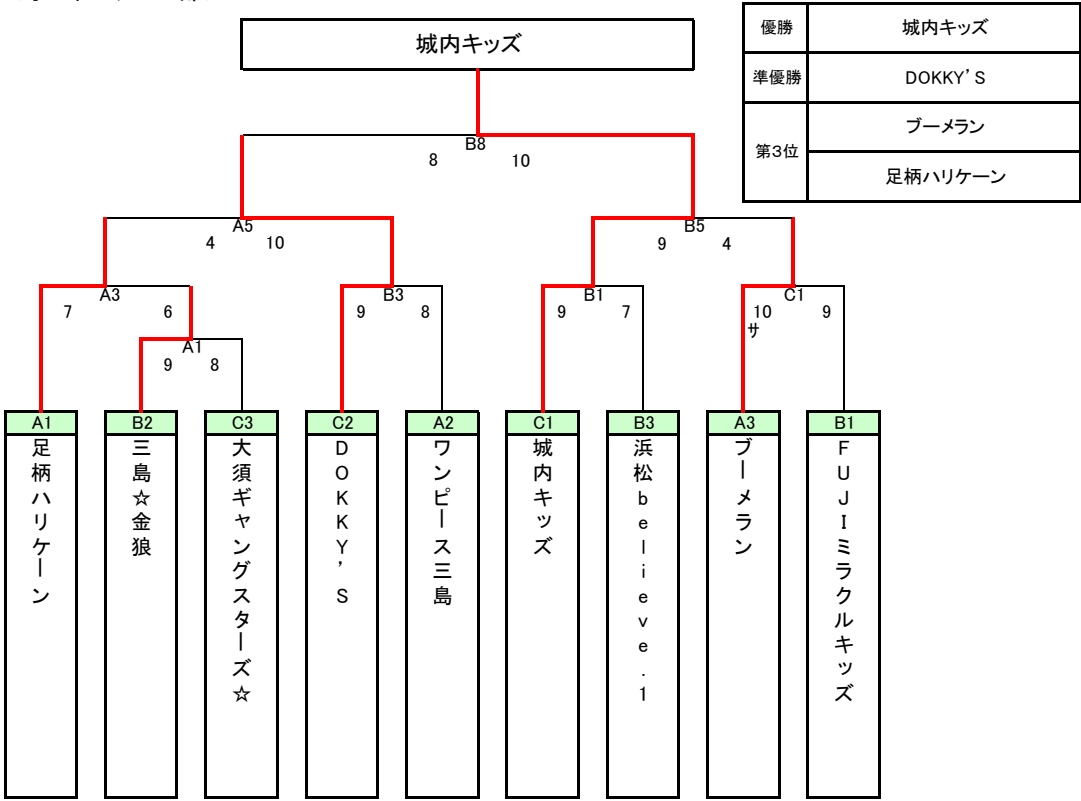 城内キッズ
優勝 城内キッズ
準優勝 DOKKY'S
第3位 ブーメラン
足柄ハリケーン
B8
8 10
A5
4 10
B5
9 4
A3
7 6
B3
9 8
B1
9 7
C1
10 9
サ
A1
9 8
A1 B2 C3 C2 A2 C1 B3 A3 B1
足柄ハリケーン
三島☆金狼
大須ギャングスターズ☆
DOKKY'S
ワンピース三島
城内キッズ
浜松believe.1
ブーメラン
FUJIミラクルキッズ